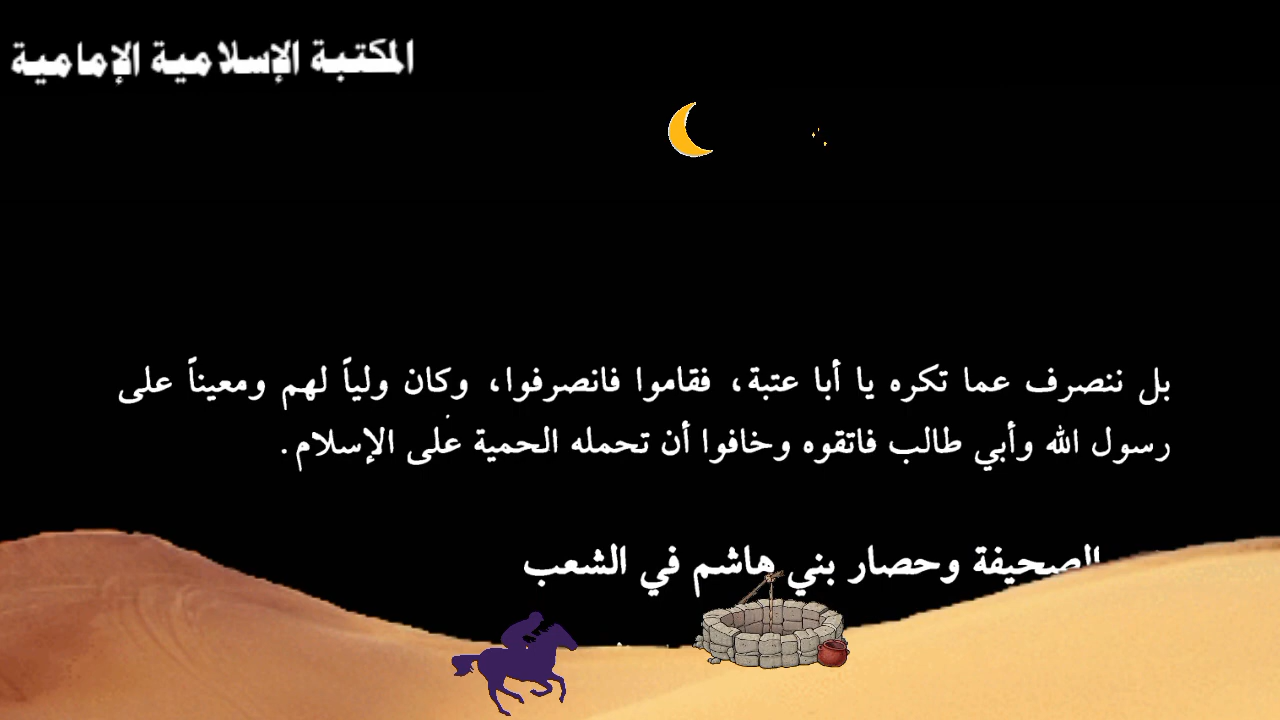 المكتبة الإسلامية الإمامية
بل ننصرف عما تكره يا أبا عتبة، فقاموا فانصرفوا، وكان ولياً لهم ومعيناً على
رسول الله وأبي طالب فاتقوه وخافوا أن تحمله الحمية على الإسلام.
الصحيفة وحصار بني هاشم في الشعب